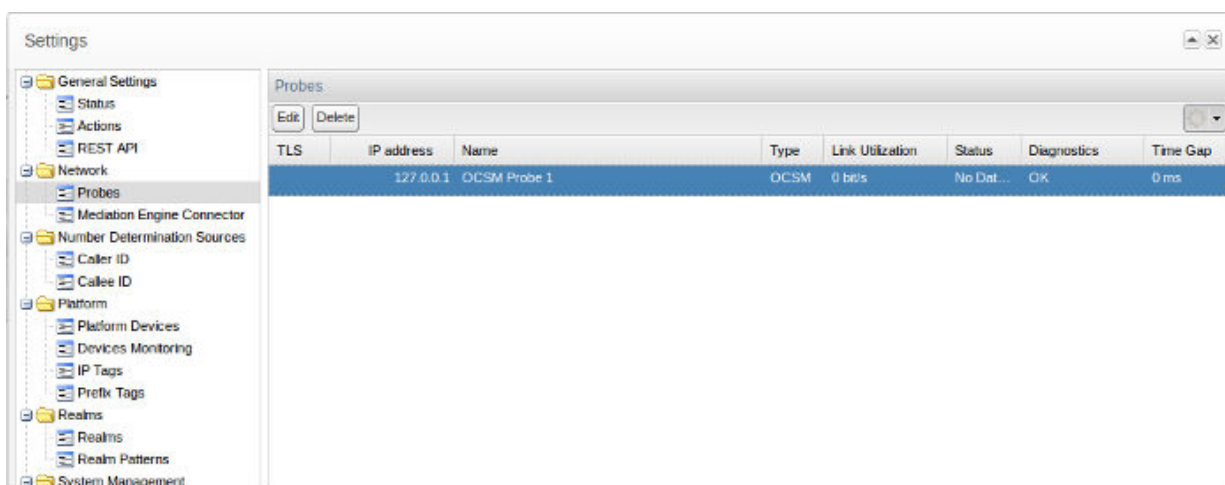 Settings
General Settings
Status
Actions
REST API
Network
Probes
Mediation Engine Connector
Number Determination Sources
Caller ID
Callee ID
Platform
Platform Devices
Devices Monitoring
IP Tags
Prefix Tags
Realms
Realms
Realm Patterns
System Management
Probes
Edit Delete
TLS IP address Name Type Link Utilization Status Diagnostics Time Gap
127.0.0.1 OCSM Probe 1 OCSM 0 bit/s No Dat... OK 0 ms